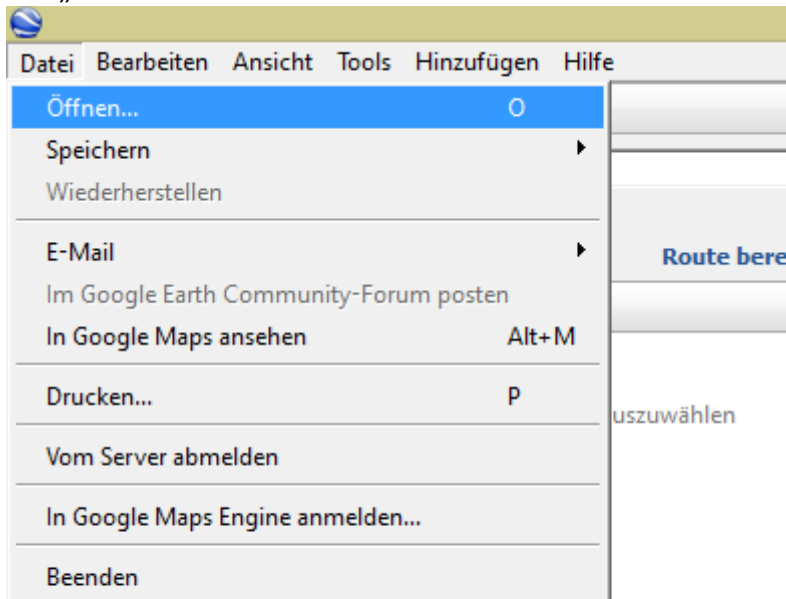 „
Datei Bearbeiten Ansicht Tools Hinzufügen Hilfe
Öffnen... O
Speichern
Wiederherstellen
E-Mail
Route bere
Im Google Earth Community-Forum posten
In Google Maps ansehen Alt+M
Drucken... P
uszuwählen
Vom Server abmelden
In Google Maps Engine anmelden...
Beenden